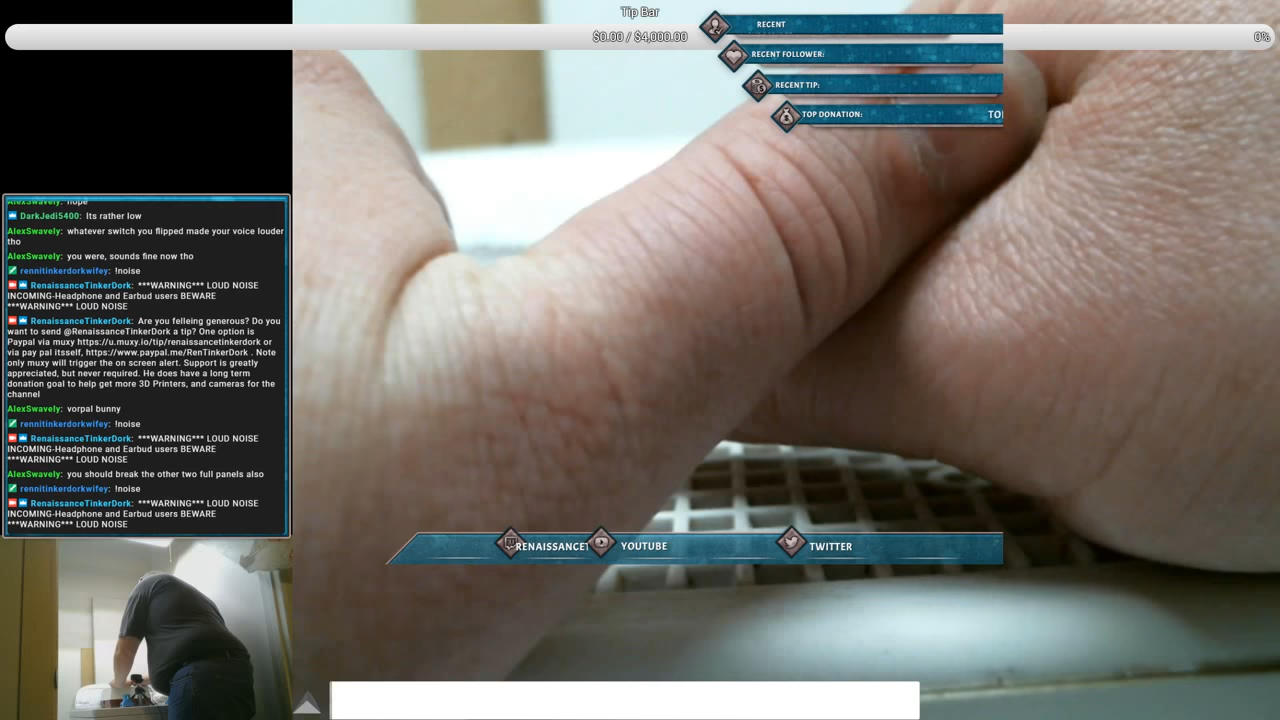 Tip Bar
$0.00 / $4,000.00
0%
RECENT
RECENT FOLLOWER:
RECENT TIP:
TOP DONATION:
AlexSwavely: nope
DarkJedi5400: Its rather low
AlexSwavely: whatever switch you flipped made your voice louder
tho
AlexSwavely: you were, sounds fine now tho
rennitinkerdorkwifey: !noise
RenaissanceTinkerDork: ***WARNING*** LOUD NOISE
INCOMING-Headphone and Earbud users BEWARE
***WARNING*** LOUD NOISE
RenaissanceTinkerDork: Are you felleing generous? Do you
want to send @RenaissanceTinkerDork a tip? One option is
Paypal via muxy https://u.muxy.io/tip/renaissancetinkerdork or
via pay pal itsself, https://www.paypal.me/RenTinkerDork . Note
only muxy will trigger the on screen alert. Support is greatly
appreciated, but never required. He does have a long term
donation goal to help get more 3D Printers, and cameras for the
channel
AlexSwavely: vorpal bunny
rennitinkerdorkwifey: !noise
RenaissanceTinkerDork: ***WARNING*** LOUD NOISE
INCOMING-Headphone and Earbud users BEWARE
***WARNING*** LOUD NOISE
AlexSwavely: you should break the other two full panels also
rennitinkerdorkwifey: !noise
RenaissanceTinkerDork: ***WARNING*** LOUD NOISE
INCOMING-Headphone and Earbud users BEWARE
***WARNING*** LOUD NOISE
RENAISSANCET
YOUTUBE
TWITTER